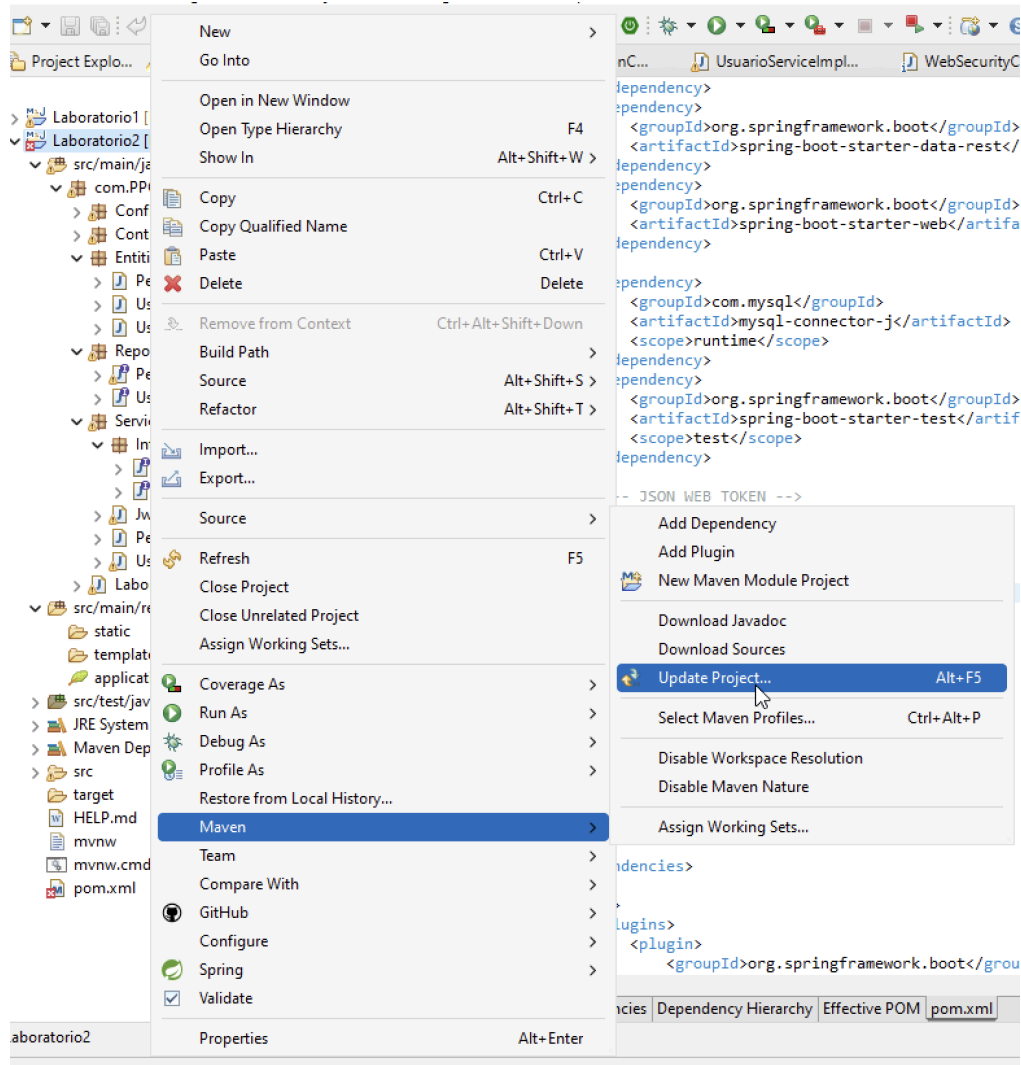 Project Explo...
nC...
UsuarioServiceImpl...
WebSecurityC
Laboratorio1 [
Laboratorio2 [
src/main/ja
com.PP
Conf
Cont
Entiti
Pe
Us
Us
Repo
Pe
Us
Servi
In
Jw
Pe
Us
Labo
src/main/re
static
templat
applicat
src/test/jav
JRE System
Maven Dep
src
target
HELP.md
mvnw
mvnw.cmd
pom.xml
aboratorio2
New
Go Into
Open in New Window
Open Type Hierarchy F4
Show In Alt+Shift+W >
Copy Ctrl+C
Copy Qualified Name
Paste Ctrl+V
Delete Delete
Remove from Context Ctrl+Alt+Shift+Down
Build Path
Source Alt+Shift+S >
Refactor Alt+Shift+T >
Import...
Export...
Source
Refresh F5
Close Project
Close Unrelated Project
Assign Working Sets...
Coverage As
Run As
Debug As
Profile As
Restore from Local History...
Maven
Team
Compare With
GitHub
Configure
Spring
Validate
Properties Alt+Enter
dependency>
ependency>
<groupId>org.springframework.boot</groupId>
<artifactId>spring-boot-starter-data-rest</
dependency>
ependency>
<groupId>org.springframework.boot</groupId>
<artifactId>spring-boot-starter-web</artifa
dependency>
ependency>
<groupId>com.mysql</groupId>
<artifactId>mysql-connector-j</artifactId>
<scope>runtime</scope>
dependency>
ependency>
<groupId>org.springframework.boot</groupId>
<artifactId>spring-boot-starter-test</artif
<scope>test</scope>
dependency>
-- JSON WEB TOKEN -->
Add Dependency
Add Plugin
New Maven Module Project
Download Javadoc
Download Sources
Update Project... Alt+F5
Select Maven Profiles... Ctrl+Alt+P
Disable Workspace Resolution
Disable Maven Nature
Assign Working Sets...
ndencies>
>
lugins>
<plugin>
<groupId>org.springframework.boot</grou
ncies Dependency Hierarchy Effective POM pom.xml